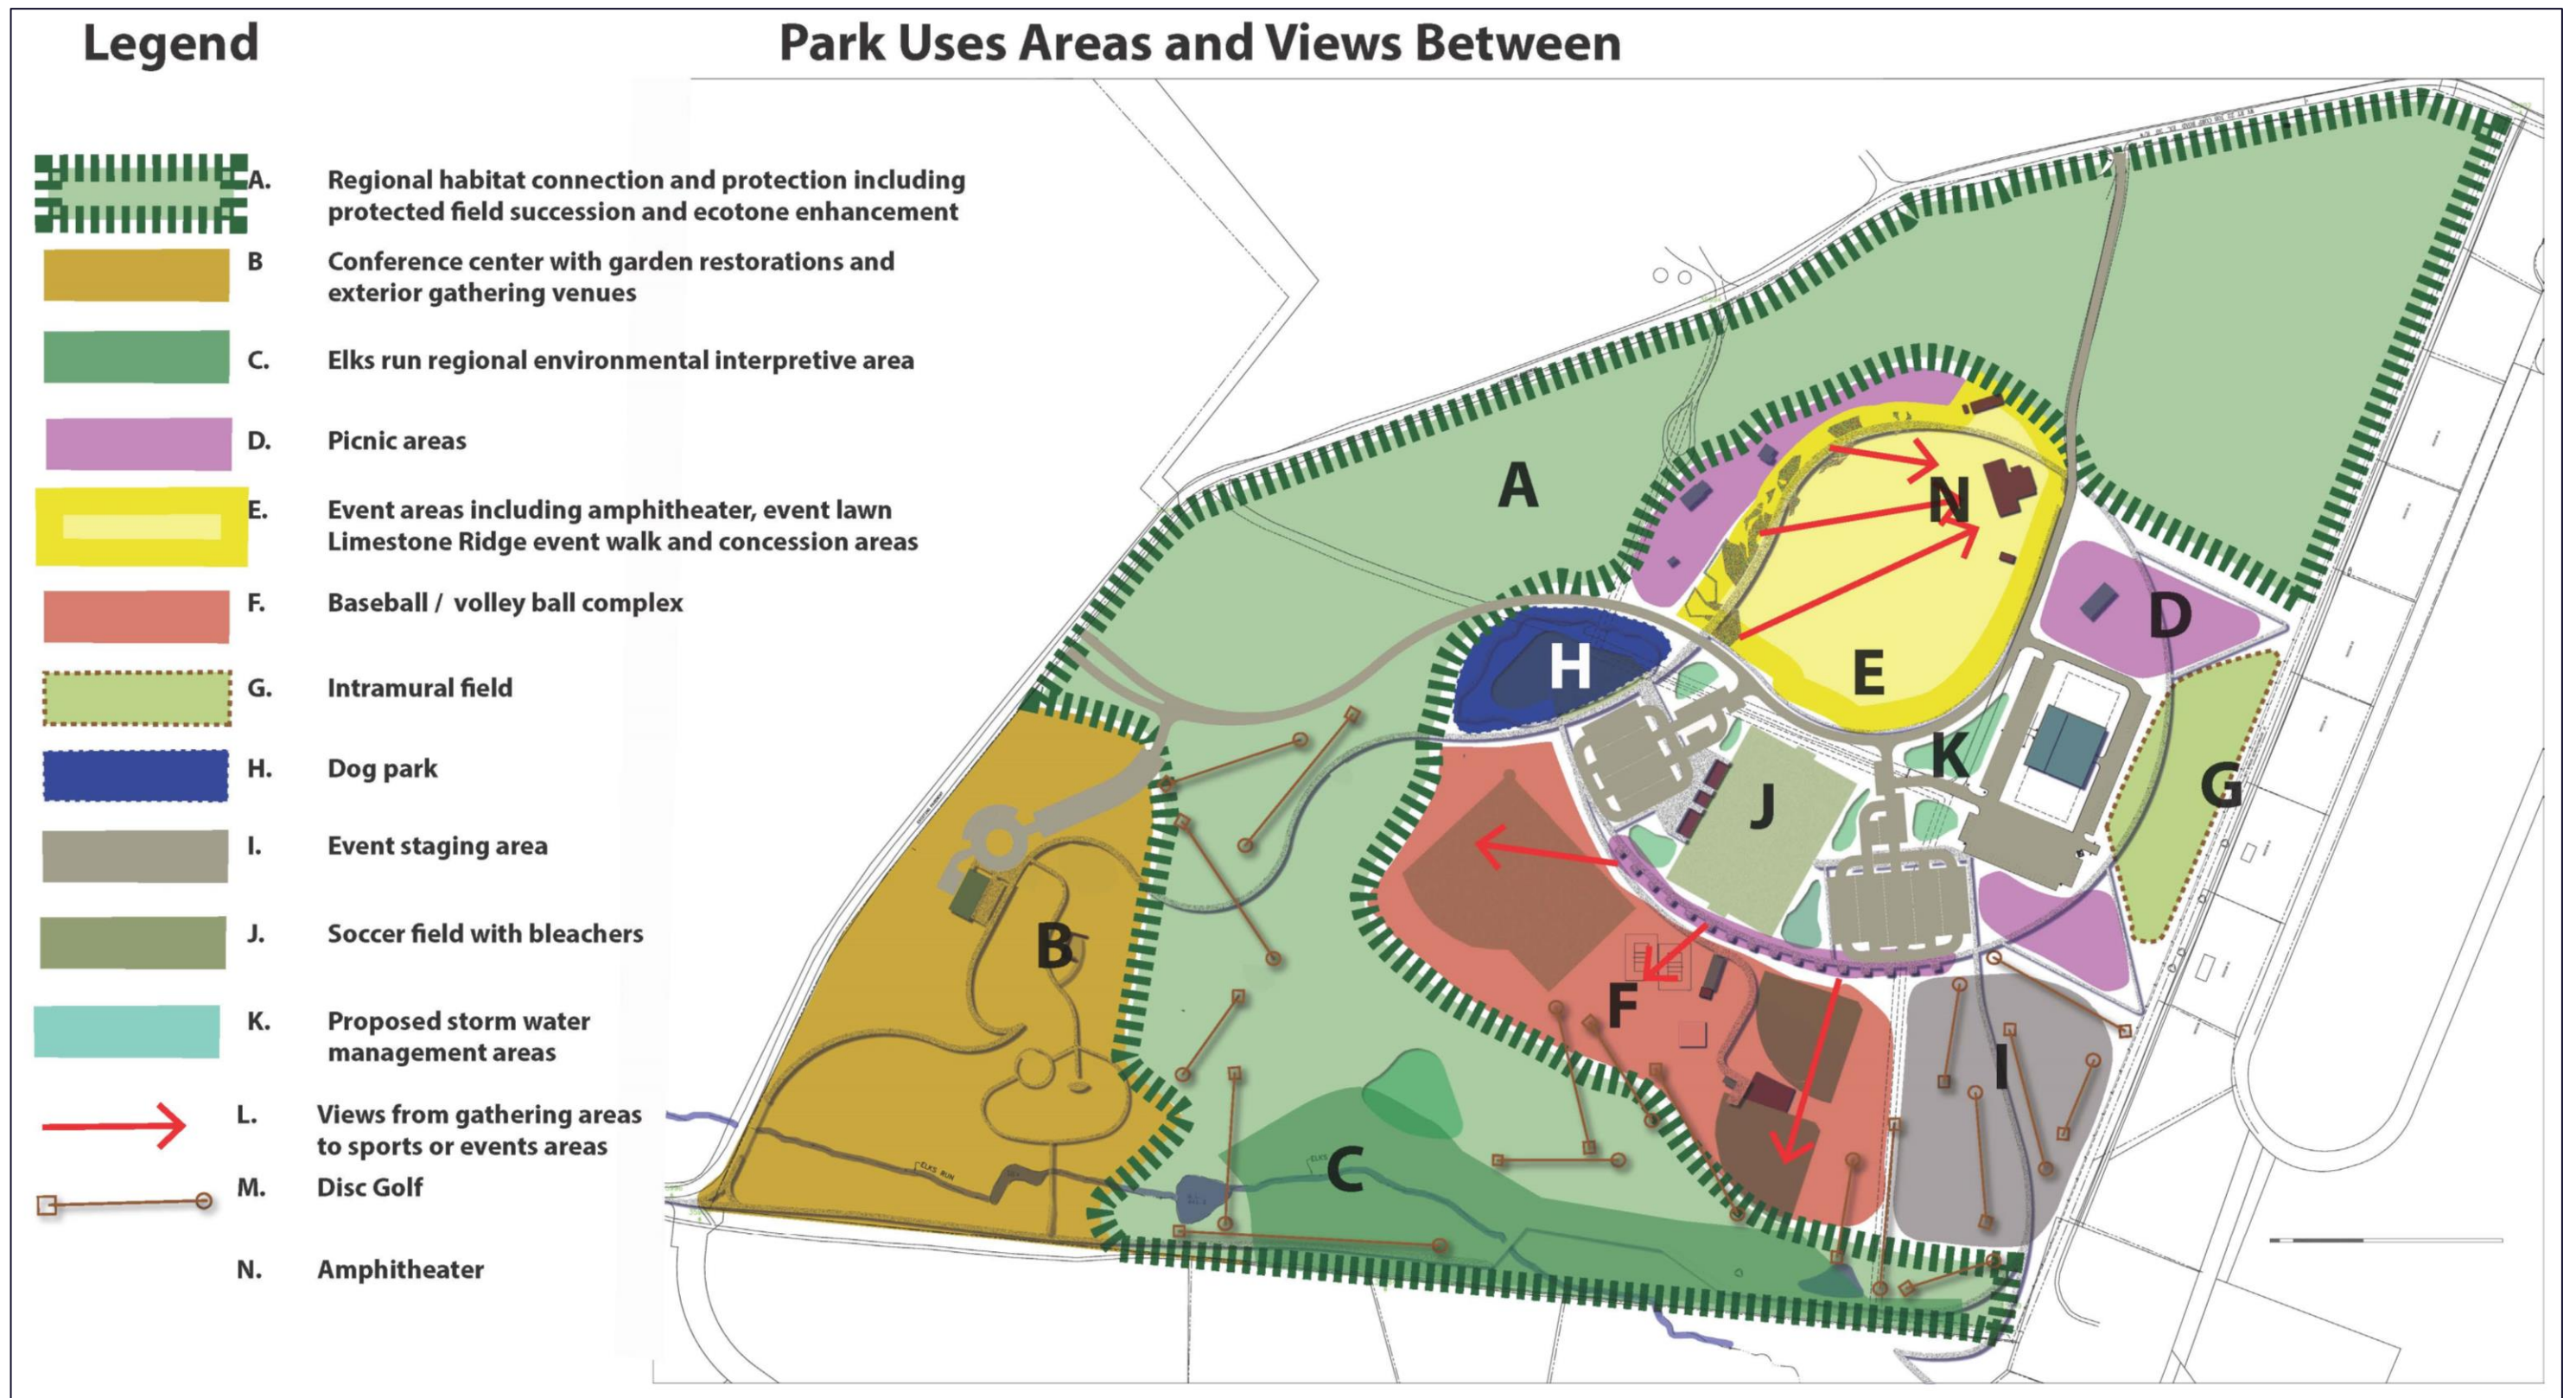 Legend
Park Uses Areas and Views Between
A. Regional habitat connection and protection including
protected field succession and ecotone enhancement
B Conference center with garden restorations and
exterior gathering venues
C. Elks run regional environmental interpretive area
D. Picnic areas
E. Event areas including amphitheater, event lawn
Limestone Ridge event walk and concession areas
F. Baseball / volley ball complex
G. Intramural field
H. Dog park
I. Event staging area
J. Soccer field with bleachers
K. Proposed storm water
management areas
L. Views from gathering areas
to sports or events areas
M. Disc Golf
N. Amphitheater
A
N
D
H
E
K
G
J
B
F
I
C
ELKS RUN
ELKS